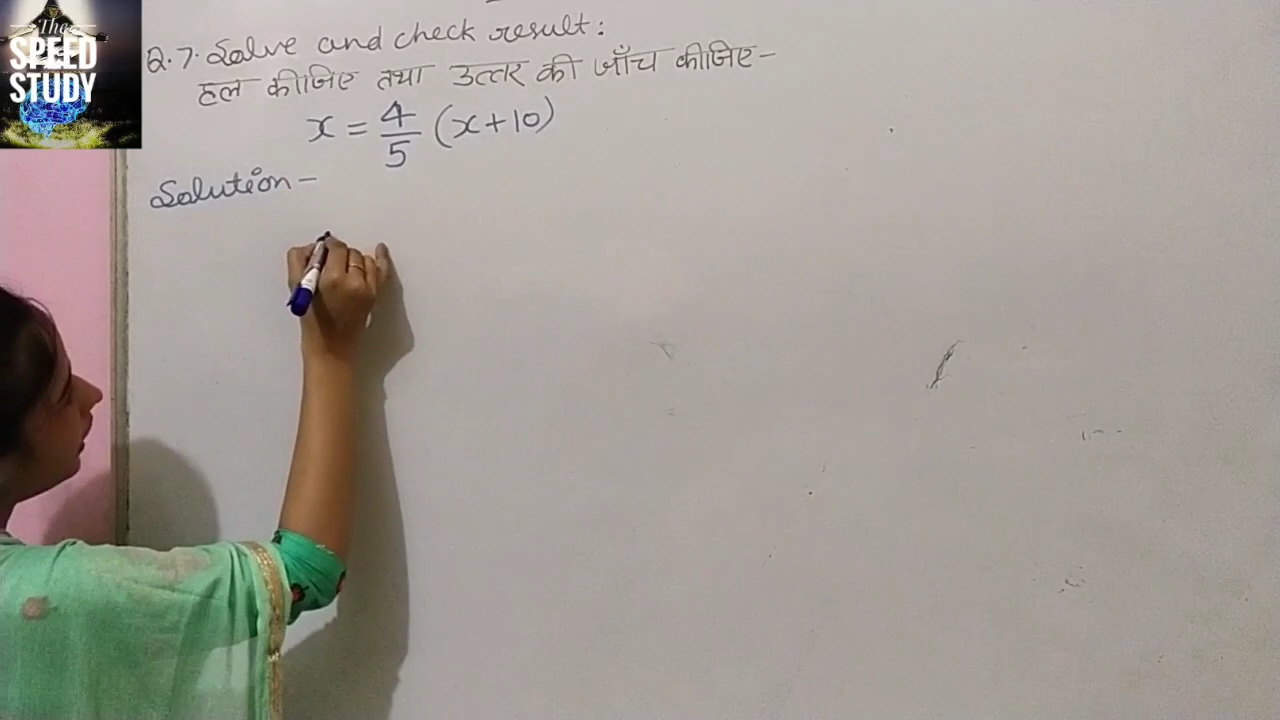 The
SPEED
STUDY
Q.7. Solve and check result:
हल कीजिए तथा उत्तर की जाँच कीजिए-
x = 4/5 (x+10)
Solution-